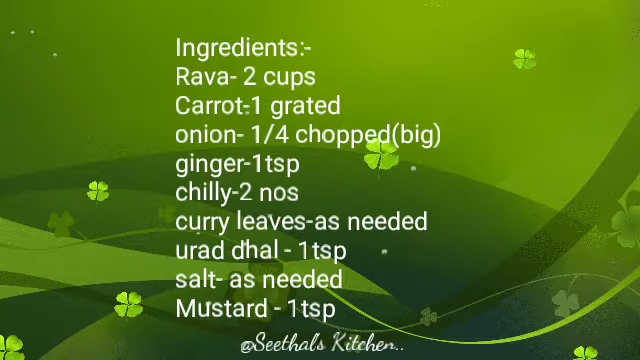 Ingredients:-
Rava- 2 cups
Carrot-1 grated
onion- 1/4 chopped(big)
ginger-1tsp
chilly-2 nos
curry leaves-as needed
urad dhal - 1tsp
salt- as needed
Mustard - 1tsp
@Seethals Kitchen..